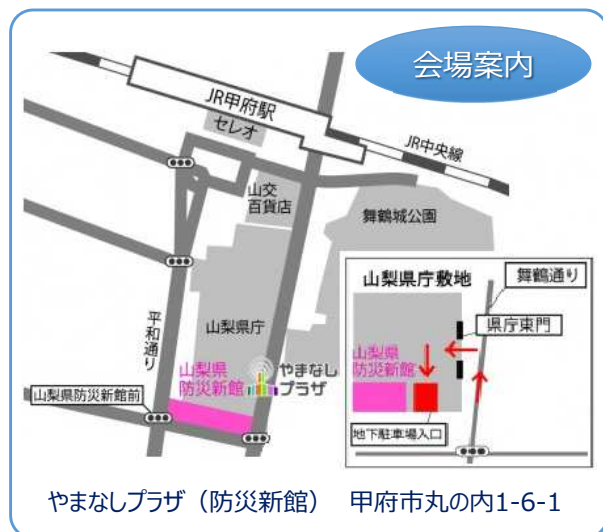 会場案内
JR甲府駅
セレオ
JR中央線
山交
百貨店
舞鶴城公園
山梨県庁
平和通り
山梨県
防災新館
やまなし
プラザ
山梨県防災新館前
山梨県庁敷地
舞鶴通り
県庁東門
山梨県
防災新館
地下駐車場入口
やまなしプラザ（防災新館） 甲府市丸の内1-6-1